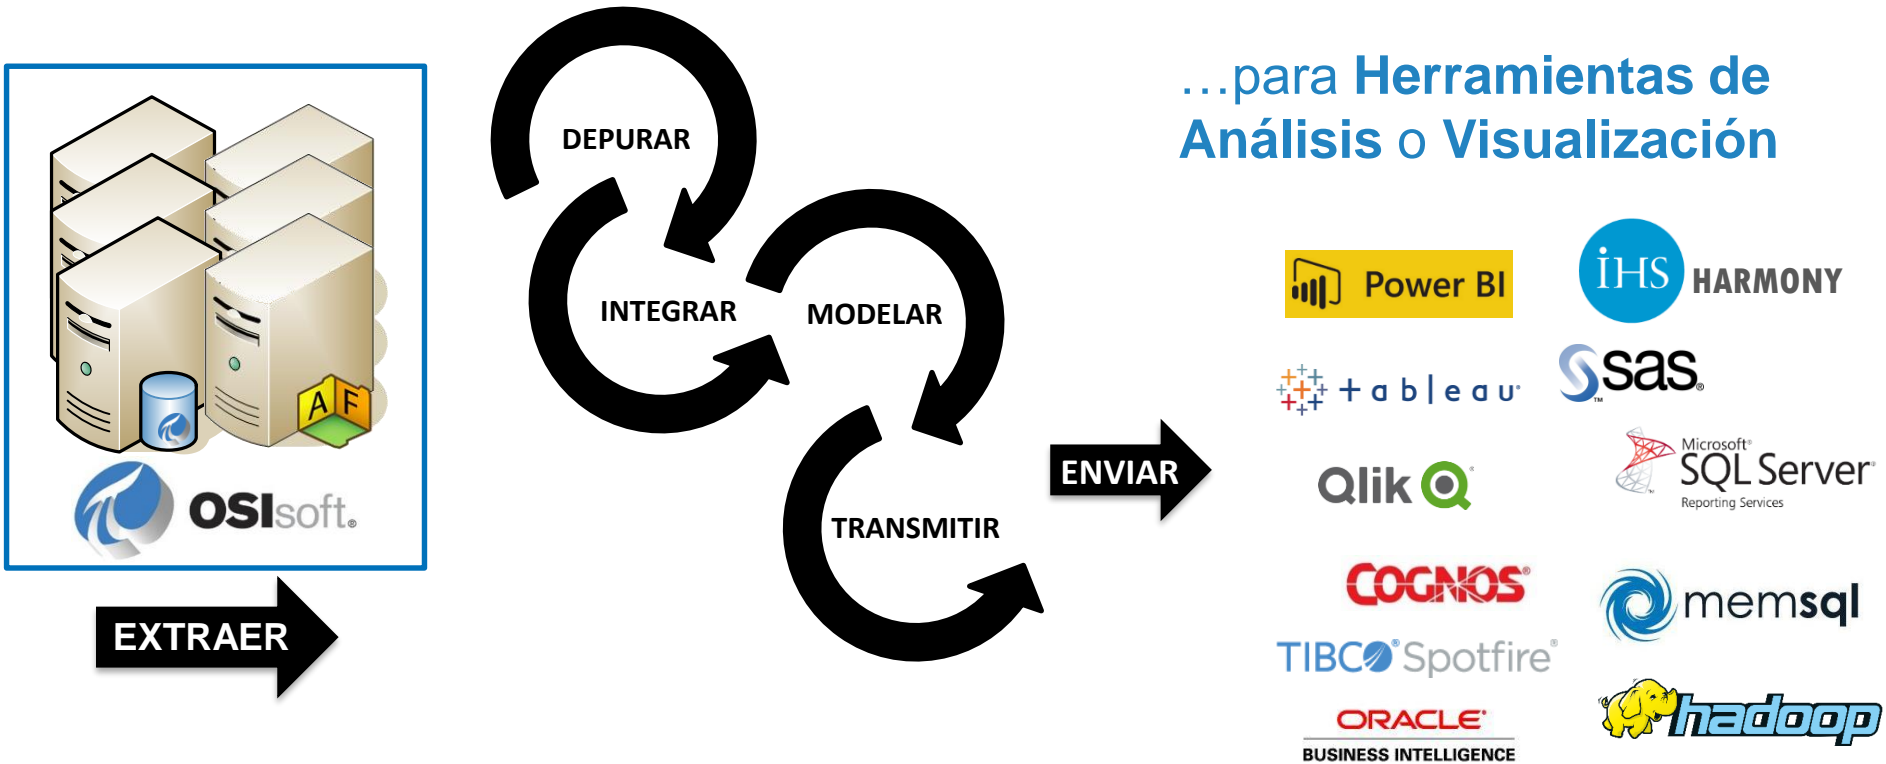 A F
OSIsoft®
EXTRAER
DEPURAR
INTEGRAR
MODELAR
TRANSMITIR
ENVIAR
…para Herramientas de
Análisis o Visualización
Power BI
iHS HARMONY
+ a b l e a u®
sas®
™
Qlik Q®
Microsoft®
SQL Server®
Reporting Services
COGNOS®
memsql
TIBCO® Spotfire®
hadoop
ORACLE®
BUSINESS INTELLIGENCE